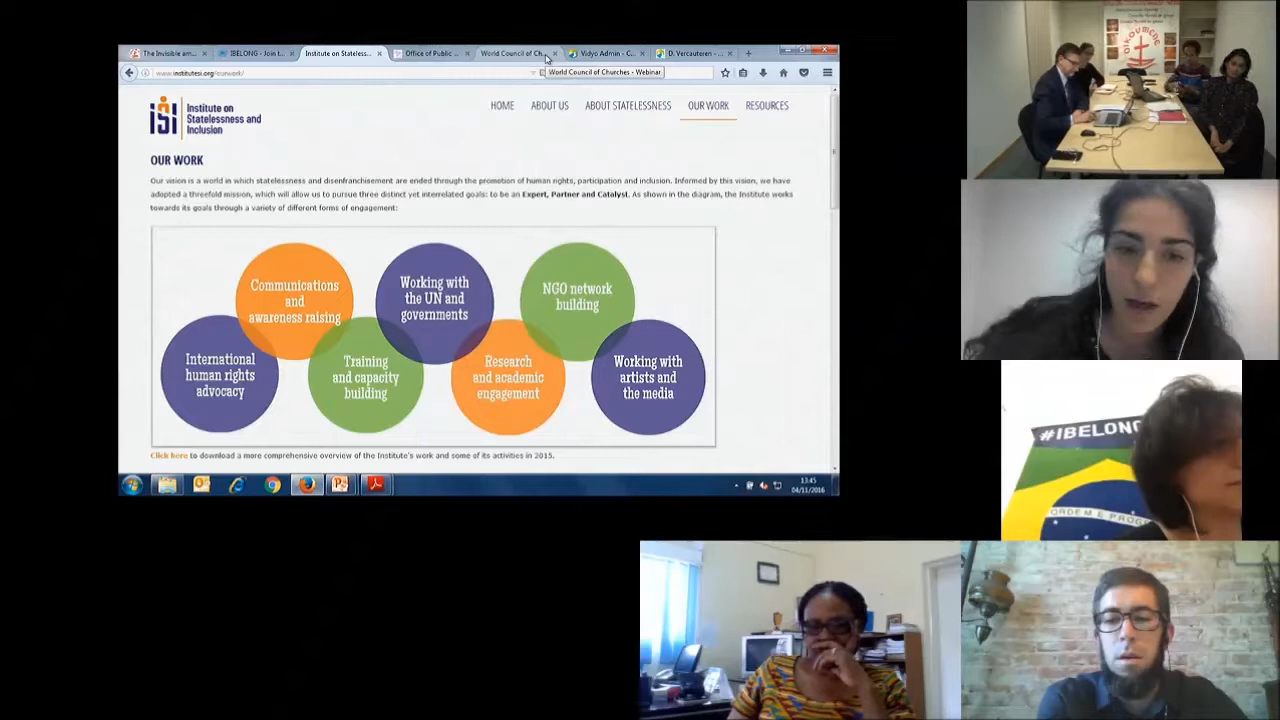 The Invisible am...
IBELONG - Join t...
Institute on Stateless...
Office of Public ...
World Council of Ch...
Vidyo Admin - C...
D. Vercauteren - ...
www.institutesi.org/ourwork/
World Council of Churches - Webinar
iSi
Institute on
Statelessness and
Inclusion
HOME
ABOUT US
ABOUT STATELESSNESS
OUR WORK
RESOURCES
OUR WORK
Our vision is a world in which statelessness and disenfranchisement are ended through the promotion of human rights, participation and inclusion. Informed by this vision, we have
adopted a threefold mission, which will allow us to pursue three distinct yet interrelated goals: to be an Expert, Partner and Catalyst. As shown in the diagram, the Institute works
towards its goals through a variety of different forms of engagement:
Communications
and
awareness raising
Working with
the UN and
governments
NGO network
building
International
human rights
advocacy
Training
and capacity
building
Research
and academic
engagement
Working with
artists and
the media
Click here to download a more comprehensive overview of the Institute's work and some of its activities in 2015.
13:45
04/11/2016
OIKOUMENE
#IBELONG
ORDEM E PROG